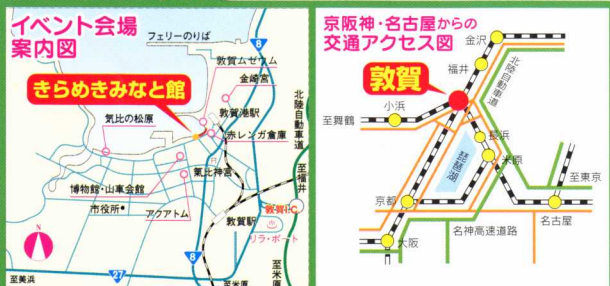 イベント会場
案内図
フェリーのりば
8
敦賀ムゼウム
金崎宮
きらめきみなと館
敦賀港駅
気比の松原
赤レンガ倉庫
北陸自動車道
至福井
氣比神宮
博物館・山車会館
市役所
アクアトム
敦賀駅
敦賀I.C
リラ・ポート
8
27
至美浜
至米原
至米原
京阪神・名古屋からの
交通アクセス図
金沢
福井
北陸自動車道
敦賀
小浜
至舞鶴
長浜
米原
琵琶湖
至東京
京都
名古屋
大阪
名神高速道路